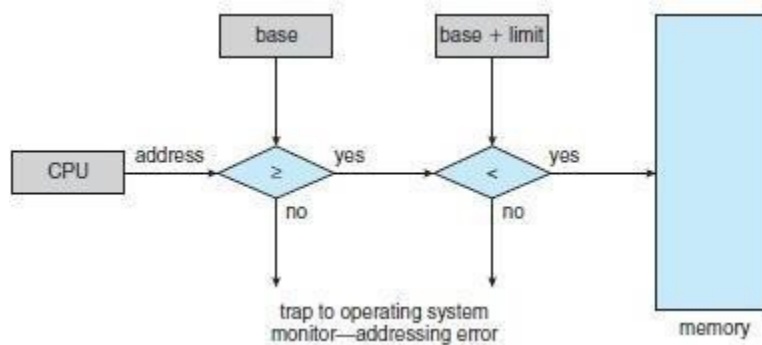 base
base + limit
CPU
address
≥
yes
<
yes
no
no
trap to operating system
monitor—addressing error
memory